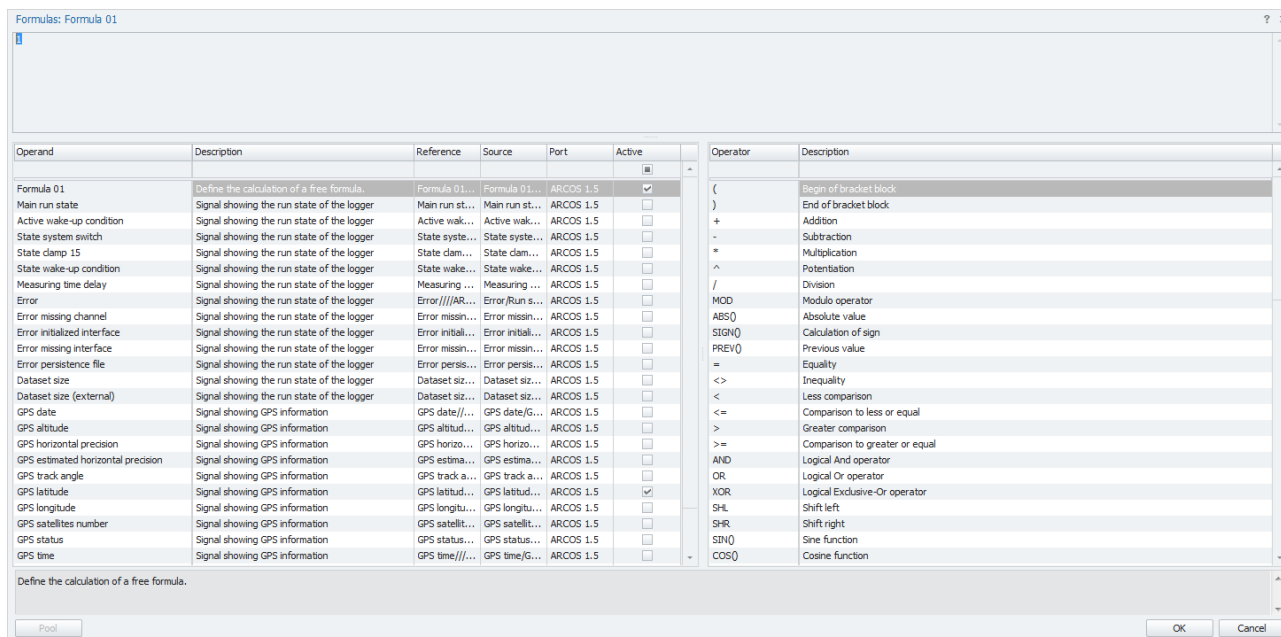 Formulas: Formula 01
?
1
Operand Description Reference Source Port Active
Formula 01 Define the calculation of a free formula. Formula 01... Formula 01... ARCOS 1.5
Main run state Signal showing the run state of the logger Main run st... Main run st... ARCOS 1.5
Active wake-up condition Signal showing the run state of the logger Active wak... Active wak... ARCOS 1.5
State system switch Signal showing the run state of the logger State syste... State syste... ARCOS 1.5
State clamp 15 Signal showing the run state of the logger State clam... State clam... ARCOS 1.5
State wake-up condition Signal showing the run state of the logger State wake... State wake... ARCOS 1.5
Measuring time delay Signal showing the run state of the logger Measuring ... Measuring ... ARCOS 1.5
Error Signal showing the run state of the logger Error////AR... Error/Run s... ARCOS 1.5
Error missing channel Signal showing the run state of the logger Error missin... Error missin... ARCOS 1.5
Error initialized interface Signal showing the run state of the logger Error initiali... Error initiali... ARCOS 1.5
Error missing interface Signal showing the run state of the logger Error missin... Error missin... ARCOS 1.5
Error persistence file Signal showing the run state of the logger Error persis... Error persis... ARCOS 1.5
Dataset size Signal showing the run state of the logger Dataset siz... Dataset siz... ARCOS 1.5
Dataset size (external) Signal showing the run state of the logger Dataset siz... Dataset siz... ARCOS 1.5
GPS date Signal showing GPS information GPS date//... GPS date/G... ARCOS 1.5
GPS altitude Signal showing GPS information GPS altitud... GPS altitud... ARCOS 1.5
GPS horizontal precision Signal showing GPS information GPS horizo... GPS horizo... ARCOS 1.5
GPS estimated horizontal precision Signal showing GPS information GPS estima... GPS estima... ARCOS 1.5
GPS track angle Signal showing GPS information GPS track a... GPS track a... ARCOS 1.5
GPS latitude Signal showing GPS information GPS latitud... GPS latitud... ARCOS 1.5
GPS longitude Signal showing GPS information GPS longitu... GPS longitu... ARCOS 1.5
GPS satellites number Signal showing GPS information GPS satellit... GPS satellit... ARCOS 1.5
GPS status Signal showing GPS information GPS status... GPS status... ARCOS 1.5
GPS time Signal showing GPS information GPS time///... GPS time/G... ARCOS 1.5
Operator Description
( Begin of bracket block
) End of bracket block
+ Addition
- Subtraction
* Multiplication
^ Potentiation
/ Division
MOD Modulo operator
ABS() Absolute value
SIGN() Calculation of sign
PREV() Previous value
= Equality
<> Inequality
< Less comparison
<= Comparison to less or equal
> Greater comparison
>= Comparison to greater or equal
AND Logical And operator
OR Logical Or operator
XOR Logical Exclusive-Or operator
SHL Shift left
SHR Shift right
SIN() Sine function
COS() Cosine function
Define the calculation of a free formula.
Pool
OK Cancel